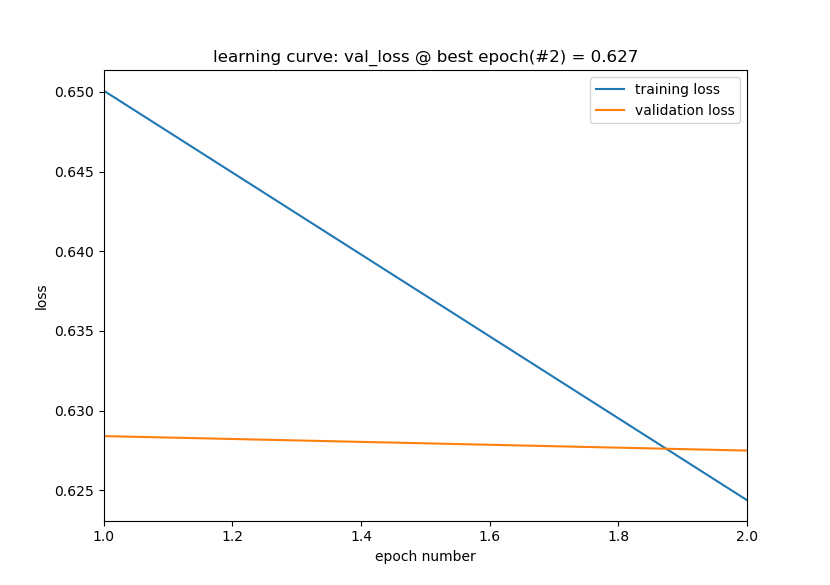 learning curve: val_loss @ best epoch(#2) = 0.627
training loss
validation loss
0.650
0.645
0.640
0.635
0.630
0.625
loss
1.0 1.2 1.4 1.6 1.8 2.0
epoch number